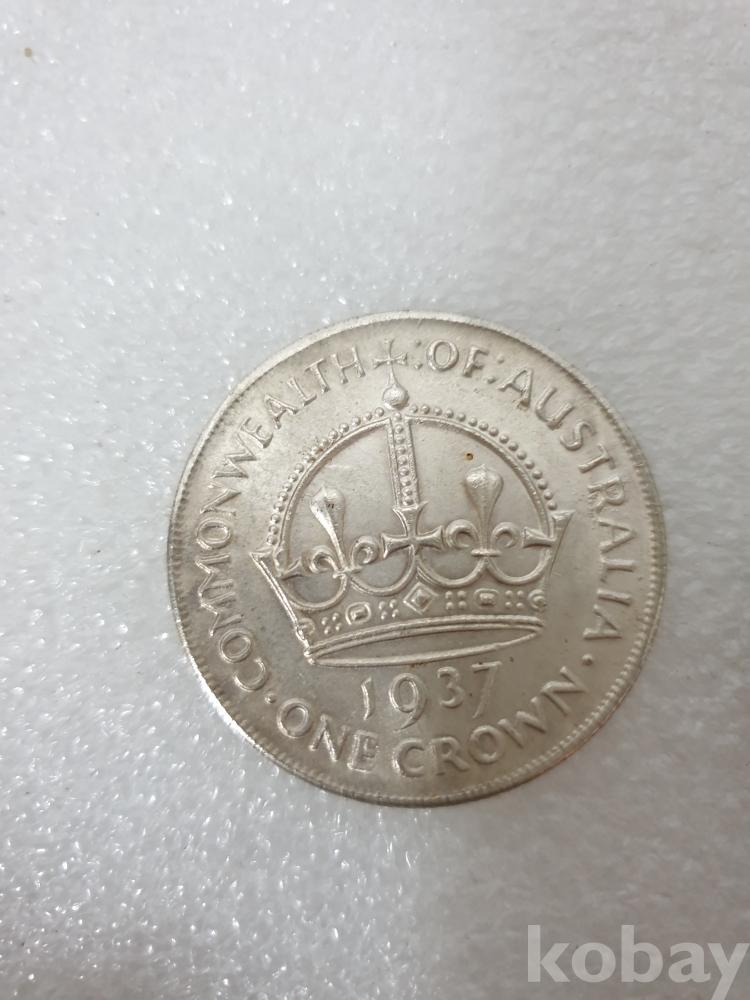 COMMONWEALTH OF AUSTRALIA
1937
ONE CROWN
kobay